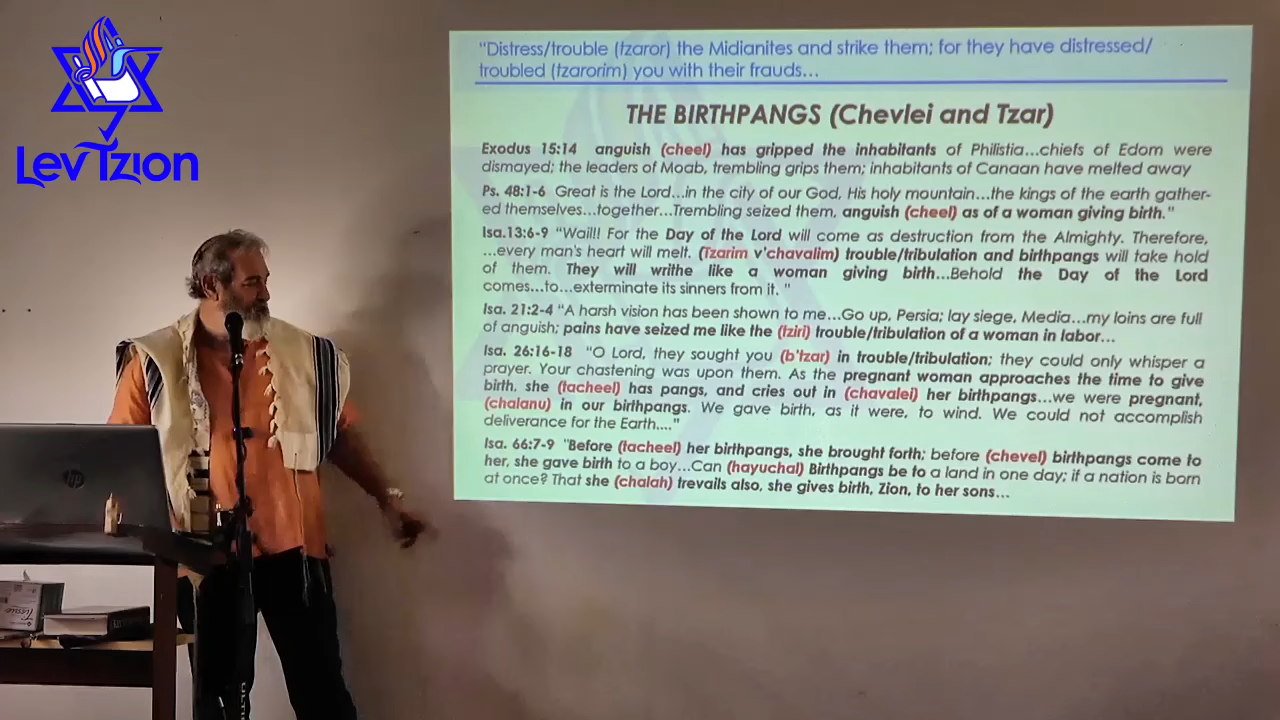 Lev Tzion
"Distress/trouble (tzaror) the Midianites and strike them; for they have distressed/
troubled (tzarorim) you with their frauds...
THE BIRTHPANGS (Chevlei and Tzar)
Exodus 15:14 anguish (cheel) has gripped the inhabitants of Philistia...chiefs of Edom were
dismayed; the leaders of Moab, trembling grips them; inhabitants of Canaan have melted away
Ps. 48:1-6 Great is the Lord...in the city of our God, His holy mountain...the kings of the earth gather-
ed themselves...together...Trembling seized them, anguish (cheel) as of a woman giving birth."
Isa.13:6-9 "Wail!! For the Day of the Lord will come as destruction from the Almighty. Therefore,
...every man's heart will melt. (Tzarim v'chavalim) trouble/tribulation and birthpangs will take hold
of them. They will writhe like a woman giving birth...Behold the Day of the Lord
comes...to...exterminate its sinners from it. "
Isa. 21:2-4 "A harsh vision has been shown to me...Go up, Persia; lay siege, Media...my loins are full
of anguish; pains have seized me like the (tziri) trouble/tribulation of a woman in labor...
Isa. 26:16-18 "O Lord, they sought you (b'tzar) in trouble/tribulation; they could only whisper a
prayer. Your chastening was upon them. As the pregnant woman approaches the time to give
birth, she (tacheel) has pangs, and cries out in (chavalei) her birthpangs...we were pregnant,
(chalanu) in our birthpangs. We gave birth, as it were, to wind. We could not accomplish
deliverance for the Earth...."
Isa. 66:7-9 "Before (tacheel) her birthpangs, she brought forth; before (chevel) birthpangs come to
her, she gave birth to a boy...Can (hayuchal) Birthpangs be to a land in one day; if a nation is born
at once? That she (chalah) trevails also, she gives birth, Zion, to her sons...
hp
Tissue